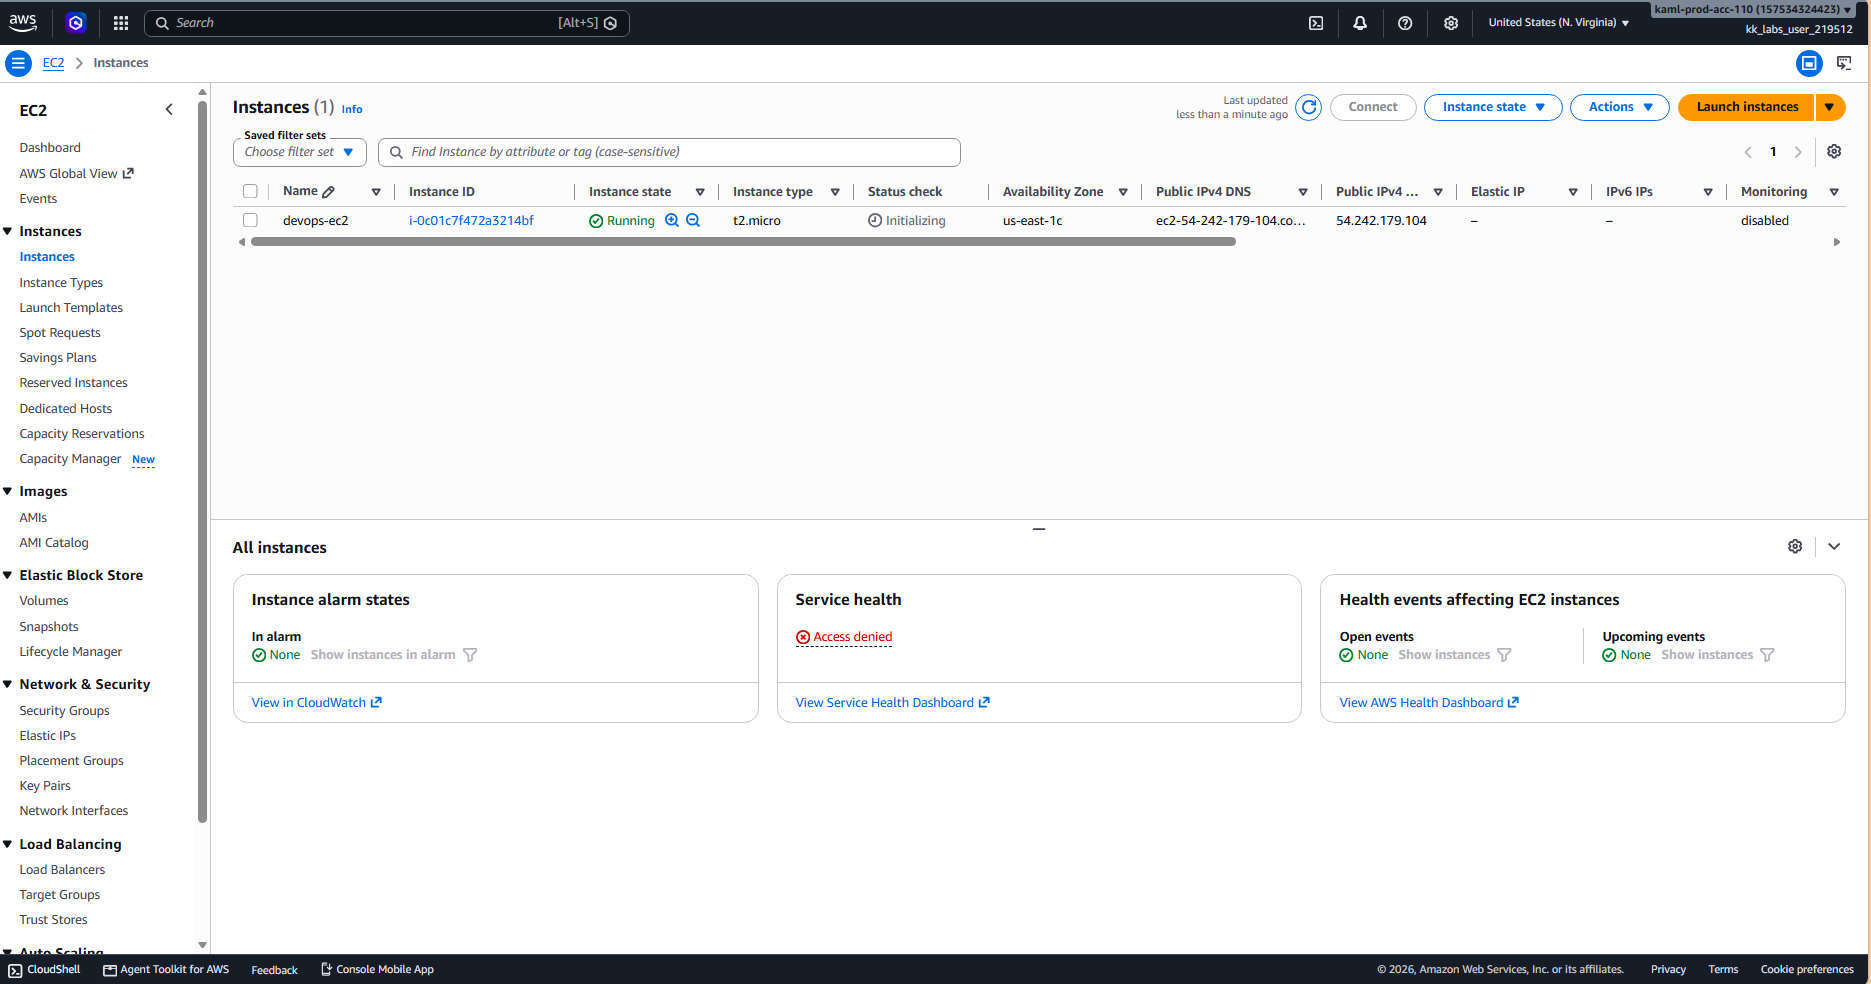 aws
Search
[Alt+S]
United States (N. Virginia)
kaml-prod-acc-110 (157534324423)
kk_labs_user_219512
EC2
Instances
EC2
Dashboard
AWS Global View
Events
Instances
Instances
Instance Types
Launch Templates
Spot Requests
Savings Plans
Reserved Instances
Dedicated Hosts
Capacity Reservations
Capacity Manager New
Images
AMIs
AMI Catalog
Elastic Block Store
Volumes
Snapshots
Lifecycle Manager
Network & Security
Security Groups
Elastic IPs
Placement Groups
Key Pairs
Network Interfaces
Load Balancing
Load Balancers
Target Groups
Trust Stores
Auto Scaling
Instances (1) Info
Last updated
less than a minute ago
Connect
Instance state
Actions
Launch instances
Saved filter sets
Choose filter set
Find Instance by attribute or tag (case-sensitive)
1
Name Instance ID Instance state Instance type Status check Availability Zone Public IPv4 DNS Public IPv4 ... Elastic IP IPv6 IPs Monitoring
devops-ec2 i-0c01c7f472a3214bf Running t2.micro Initializing us-east-1c ec2-54-242-179-104.co... 54.242.179.104 – – disabled
All instances
Instance alarm states
In alarm
None Show instances in alarm
View in CloudWatch
Service health
Access denied
View Service Health Dashboard
Health events affecting EC2 instances
Open events
None Show instances
Upcoming events
None Show instances
View AWS Health Dashboard
CloudShell Agent Toolkit for AWS Feedback Console Mobile App © 2026, Amazon Web Services, Inc. or its affiliates. Privacy Terms Cookie preferences